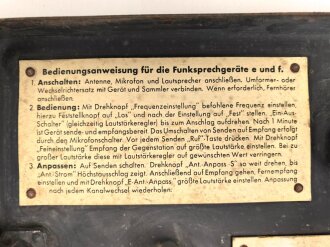 Bedienungsanweisung für die Funksprechgeräte e und f.
1. Anschalten: Antenne, Mikrofon und Lautsprecher anschließen. Umformer- oder
Wechselrichtersatz mit Gerät und Sammler verbinden. Wenn erforderlich, Fernhörer
anschließen.
2. Bedienung: Mit Drehknopf „Frequenzeinstellung" befohlene Frequenz einstellen,
hierzu Feststellknopf auf „Los" und nach der Einstellung auf „Fest" stellen. „Ein-Aus-
Schalter" (gleichzeitig Lautstärkeregler) bis zum Anschlag aufdrehen. Nach 1 Minute
ist Gerät sende- und empfangsbereit. Das Umschalten von Senden auf Empfang erfolgt
durch den Mikrofonschalter. Vor jedem Senden „Ruf"-Taste drücken. Mit Drehknopf
„Feineinstellung" Empfang der Gegenstation auf größte Lautstärke einstellen. Bei zu
großer Lautstärke diese mit Lautstärkeregler auf gewünschten Wert verringern.
3. Anpassen: Auf Senden schalten. Drehknopf „Ant.-Anpass. S" so weit drehen, bis
„Ant.-Strom" Höchstausschlag zeigt. Anschließend auf Empfang gehen, Fernempfang
einstellen und mit Drehknopf „E-Ant.-Anpass." größte Lautstärke einstellen. Anpassung
nach jedem Kanalwechsel wiederholen.